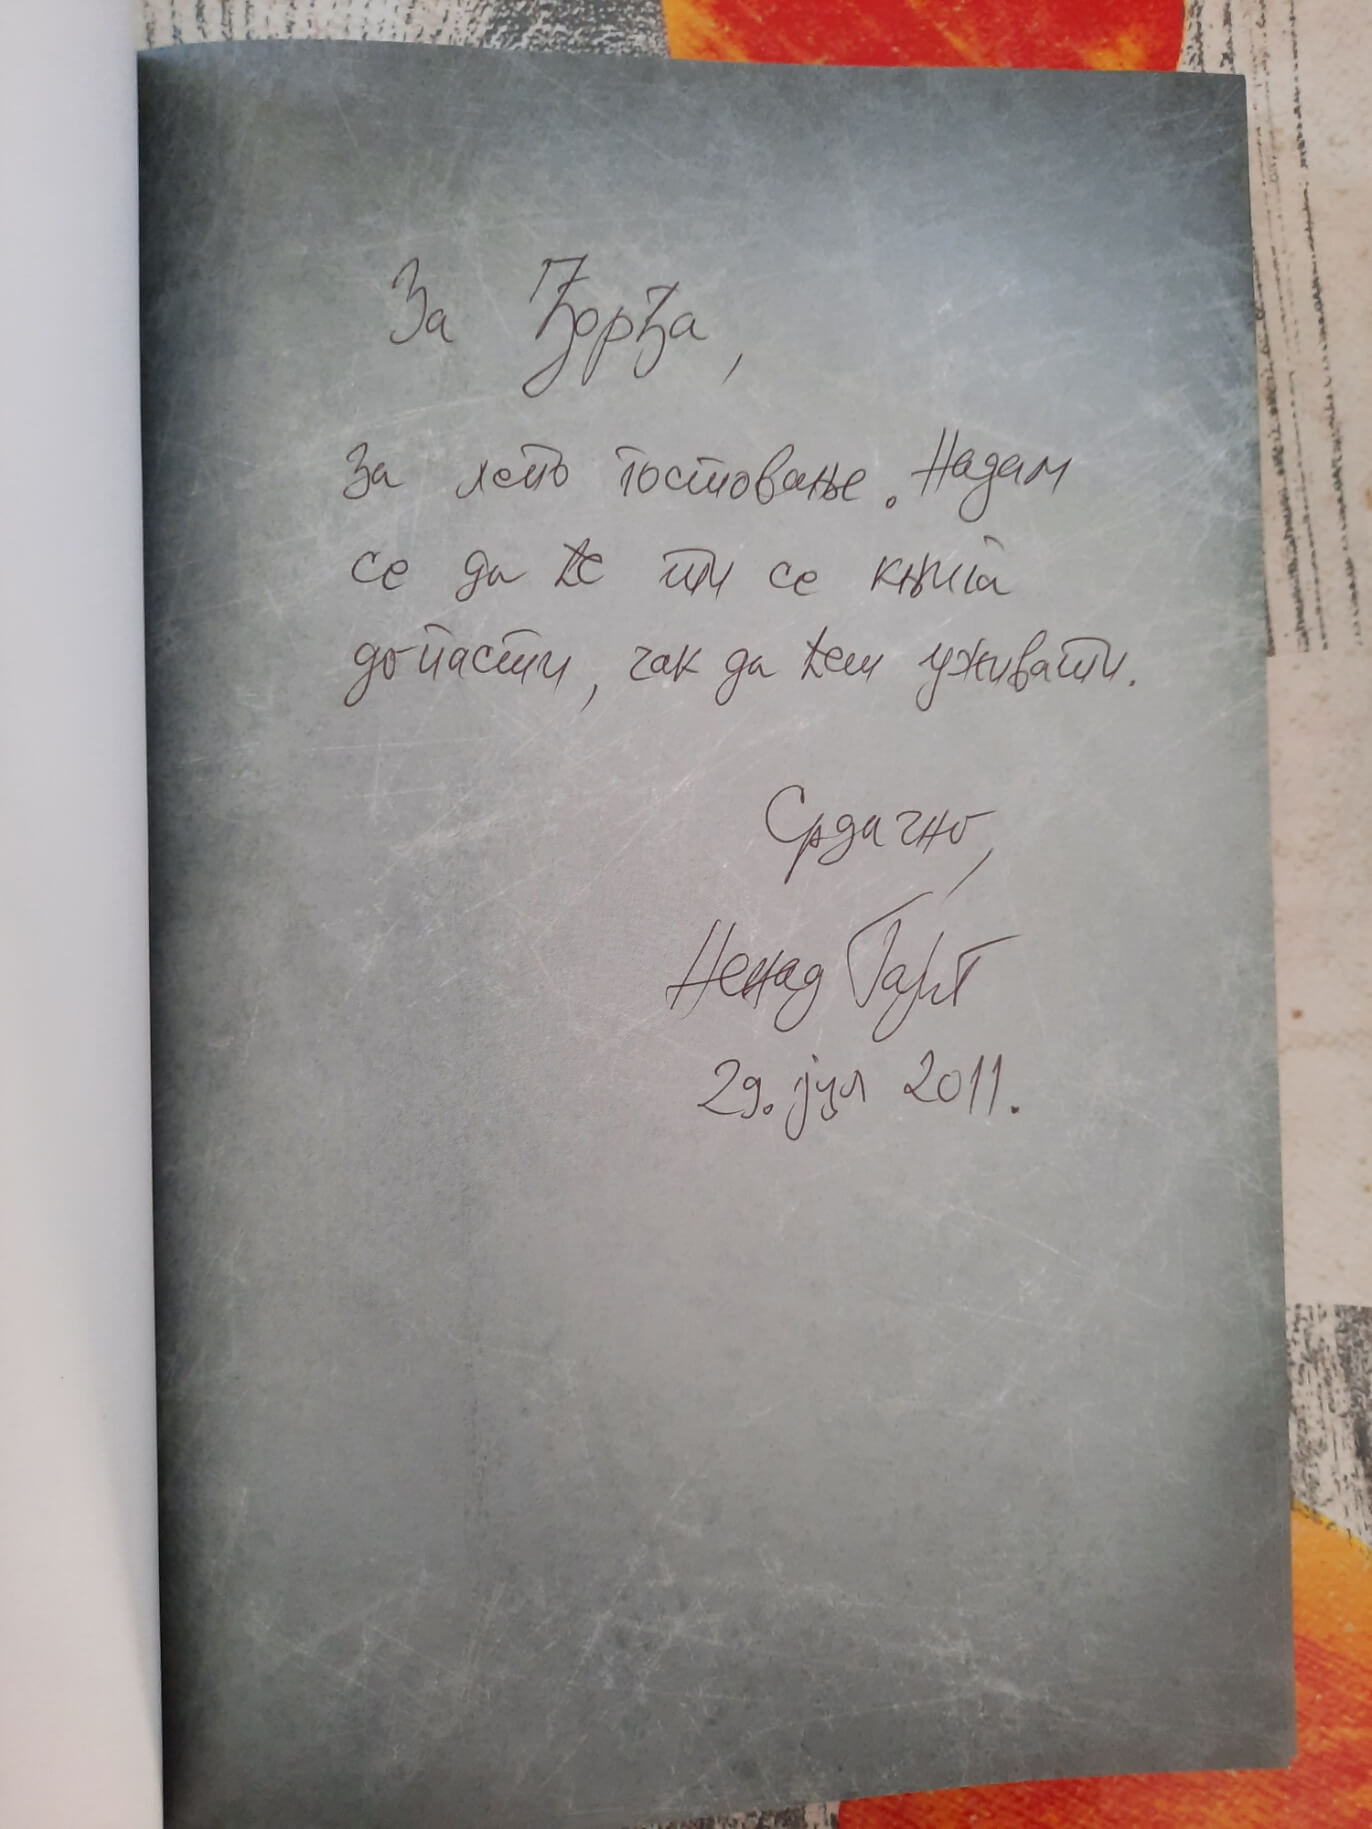 За Ђорђа,
За лепо гостовање. Надам
се да ће ти се књига
допасти, чак да ћеш уживати.
Срдачно,
Ненад Гајић
29. јул 2011.